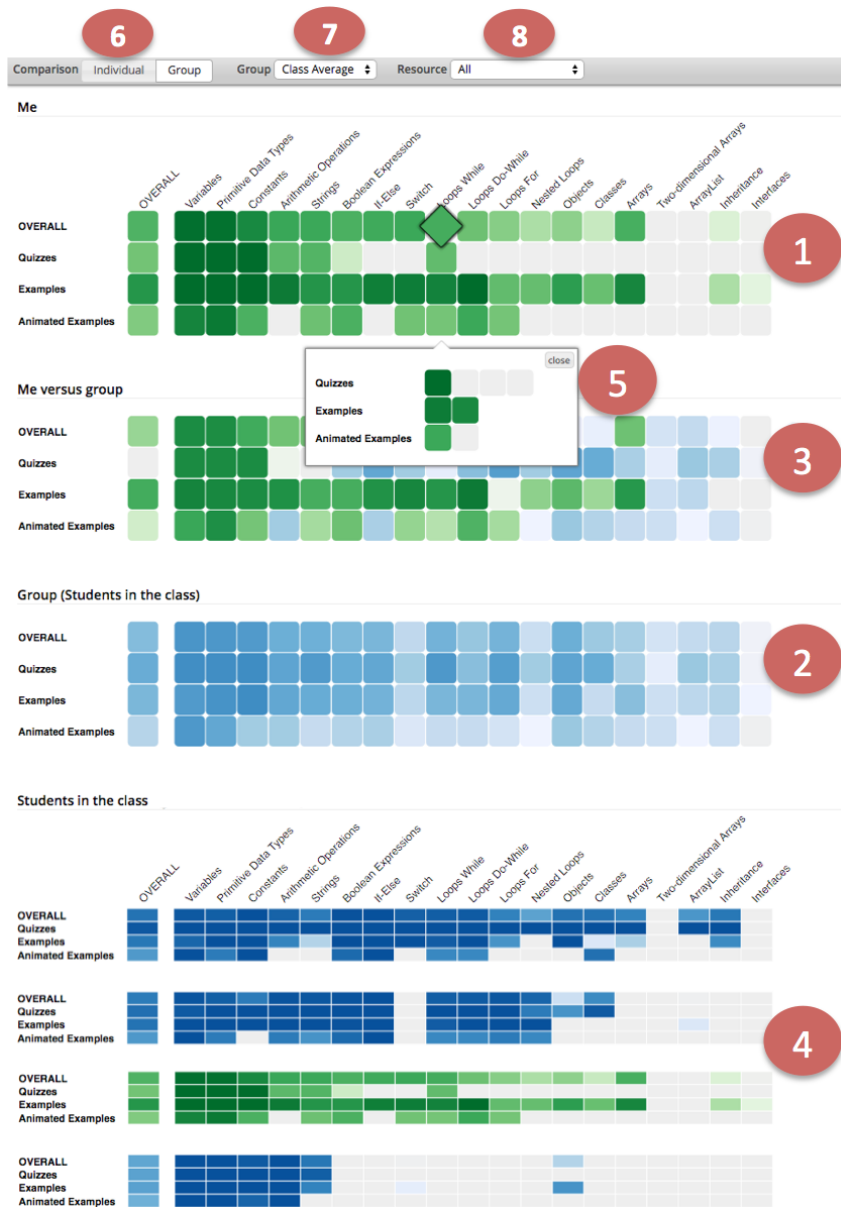 6
7
8
Comparison Individual Group Group Class Average Resource All
Me
OVERALL Variables Primitive Data Types Constants Arithmetic Operations Strings Boolean Expressions If-Else Switch Loops While Loops Do-While Loops For Nested Loops Objects Classes Arrays Two-dimensional Arrays ArrayList Inheritance Interfaces
OVERALL
Quizzes
1
Examples
Animated Examples
close
Quizzes
5
Examples
Animated Examples
Me versus group
OVERALL
Quizzes
3
Examples
Animated Examples
Group (Students in the class)
OVERALL
Quizzes
2
Examples
Animated Examples
Students in the class
OVERALL Variables Primitive Data Types Constants Arithmetic Operations Strings Boolean Expressions If-Else Switch Loops While Loops Do-While Loops For Nested Loops Objects Classes Arrays Two-dimensional Arrays ArrayList Inheritance Interfaces
OVERALL
Quizzes
Examples
Animated Examples
OVERALL
Quizzes
Examples
Animated Examples
4
OVERALL
Quizzes
Examples
Animated Examples
OVERALL
Quizzes
Examples
Animated Examples